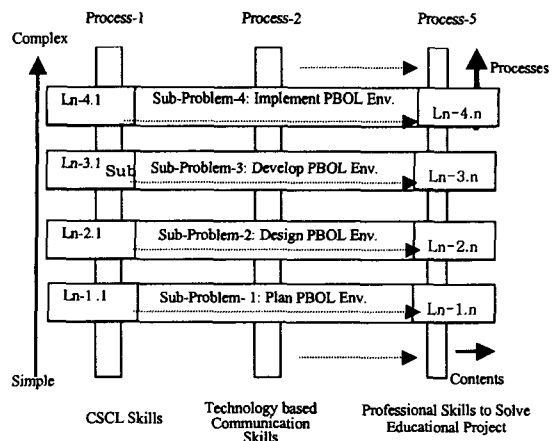 Process-1 Process-2 Process-5
Complex
Processes
Ln-4.1 Sub-Problem-4: Implement PBOL Env. Ln-4.n
Ln-3.1 Sub Sub-Problem-3: Develop PBOL Env. Ln-3.n
Ln-2.1 Sub-Problem-2: Design PBOL Env. Ln-2.n
Ln-1.1 Sub-Problem- 1: Plan PBOL Env. Ln-1.n
Simple Contents
CSCL Skills
Technology based
Communication
Skills
Professional Skills to Solve
Educational Project